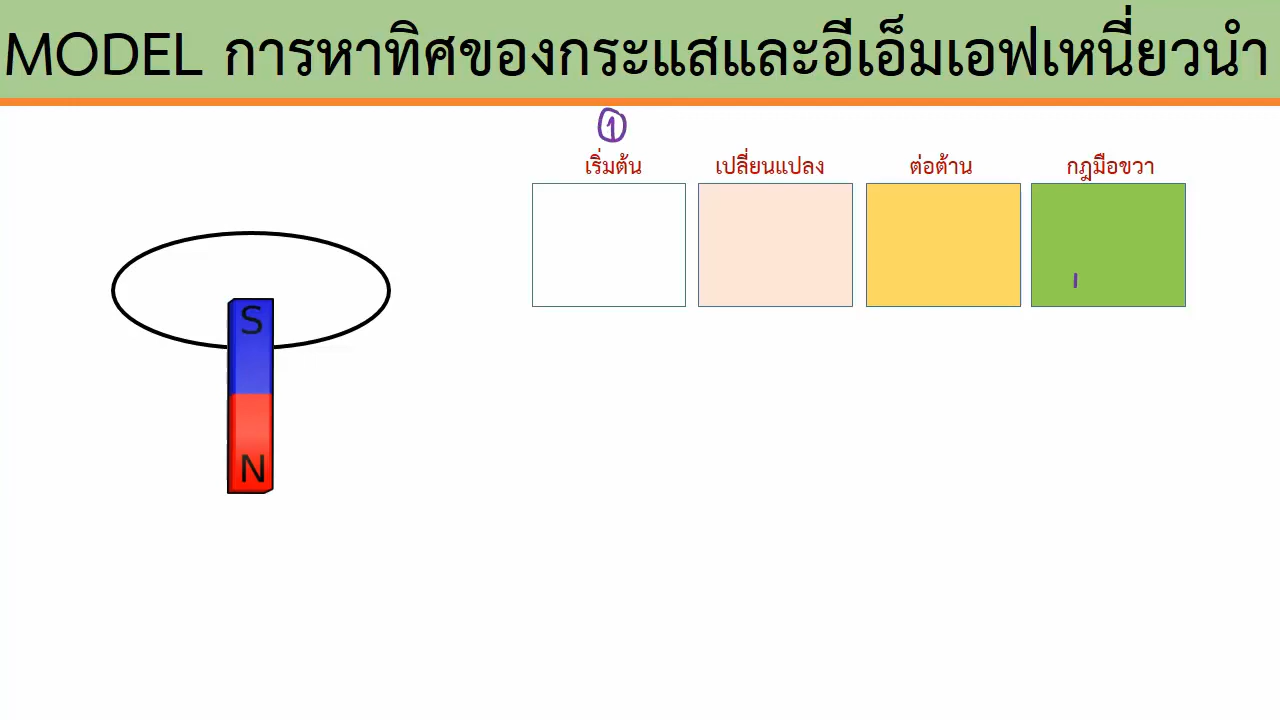 MODEL การหาทิศของกระแสและอีเอ็มเอฟเหนี่ยวนำ
1
เริ่มต้น เปลี่ยนแปลง ต่อต้าน กฎมือขวา
S
N